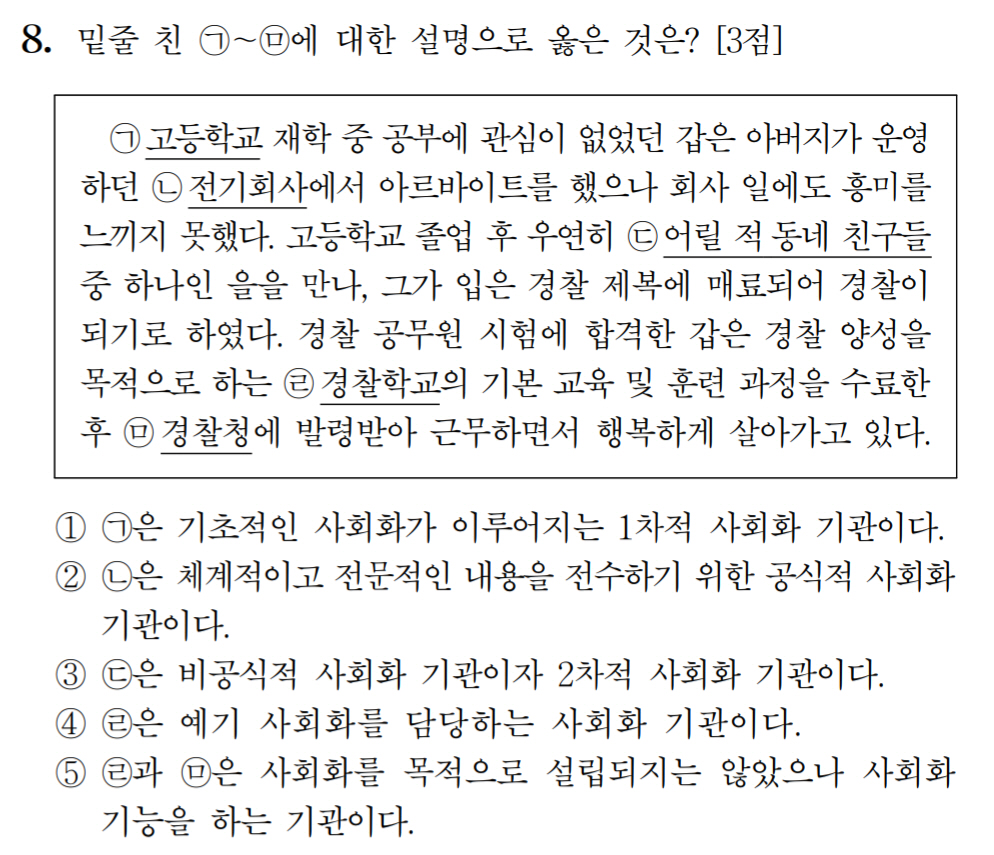 8. 밑줄 친 ㉠~㉤에 대한 설명으로 옳은 것은? [3점]
㉠고등학교 재학 중 공부에 관심이 없었던 갑은 아버지가 운영
하던 ㉡전기회사에서 아르바이트를 했으나 회사 일에도 흥미를
느끼지 못했다. 고등학교 졸업 후 우연히 ㉢어릴 적 동네 친구들
중 하나인 을을 만나, 그가 입은 경찰 제복에 매료되어 경찰이
되기로 하였다. 경찰 공무원 시험에 합격한 갑은 경찰 양성을
목적으로 하는 ㉣경찰학교의 기본 교육 및 훈련 과정을 수료한
후 ㉤경찰청에 발령받아 근무하면서 행복하게 살아가고 있다.
① ㉠은 기초적인 사회화가 이루어지는 1차적 사회화 기관이다.
② ㉡은 체계적이고 전문적인 내용을 전수하기 위한 공식적 사회화
기관이다.
③ ㉢은 비공식적 사회화 기관이자 2차적 사회화 기관이다.
④ ㉣은 예기 사회화를 담당하는 사회화 기관이다.
⑤ ㉣과 ㉤은 사회화를 목적으로 설립되지는 않았으나 사회화
기능을 하는 기관이다.